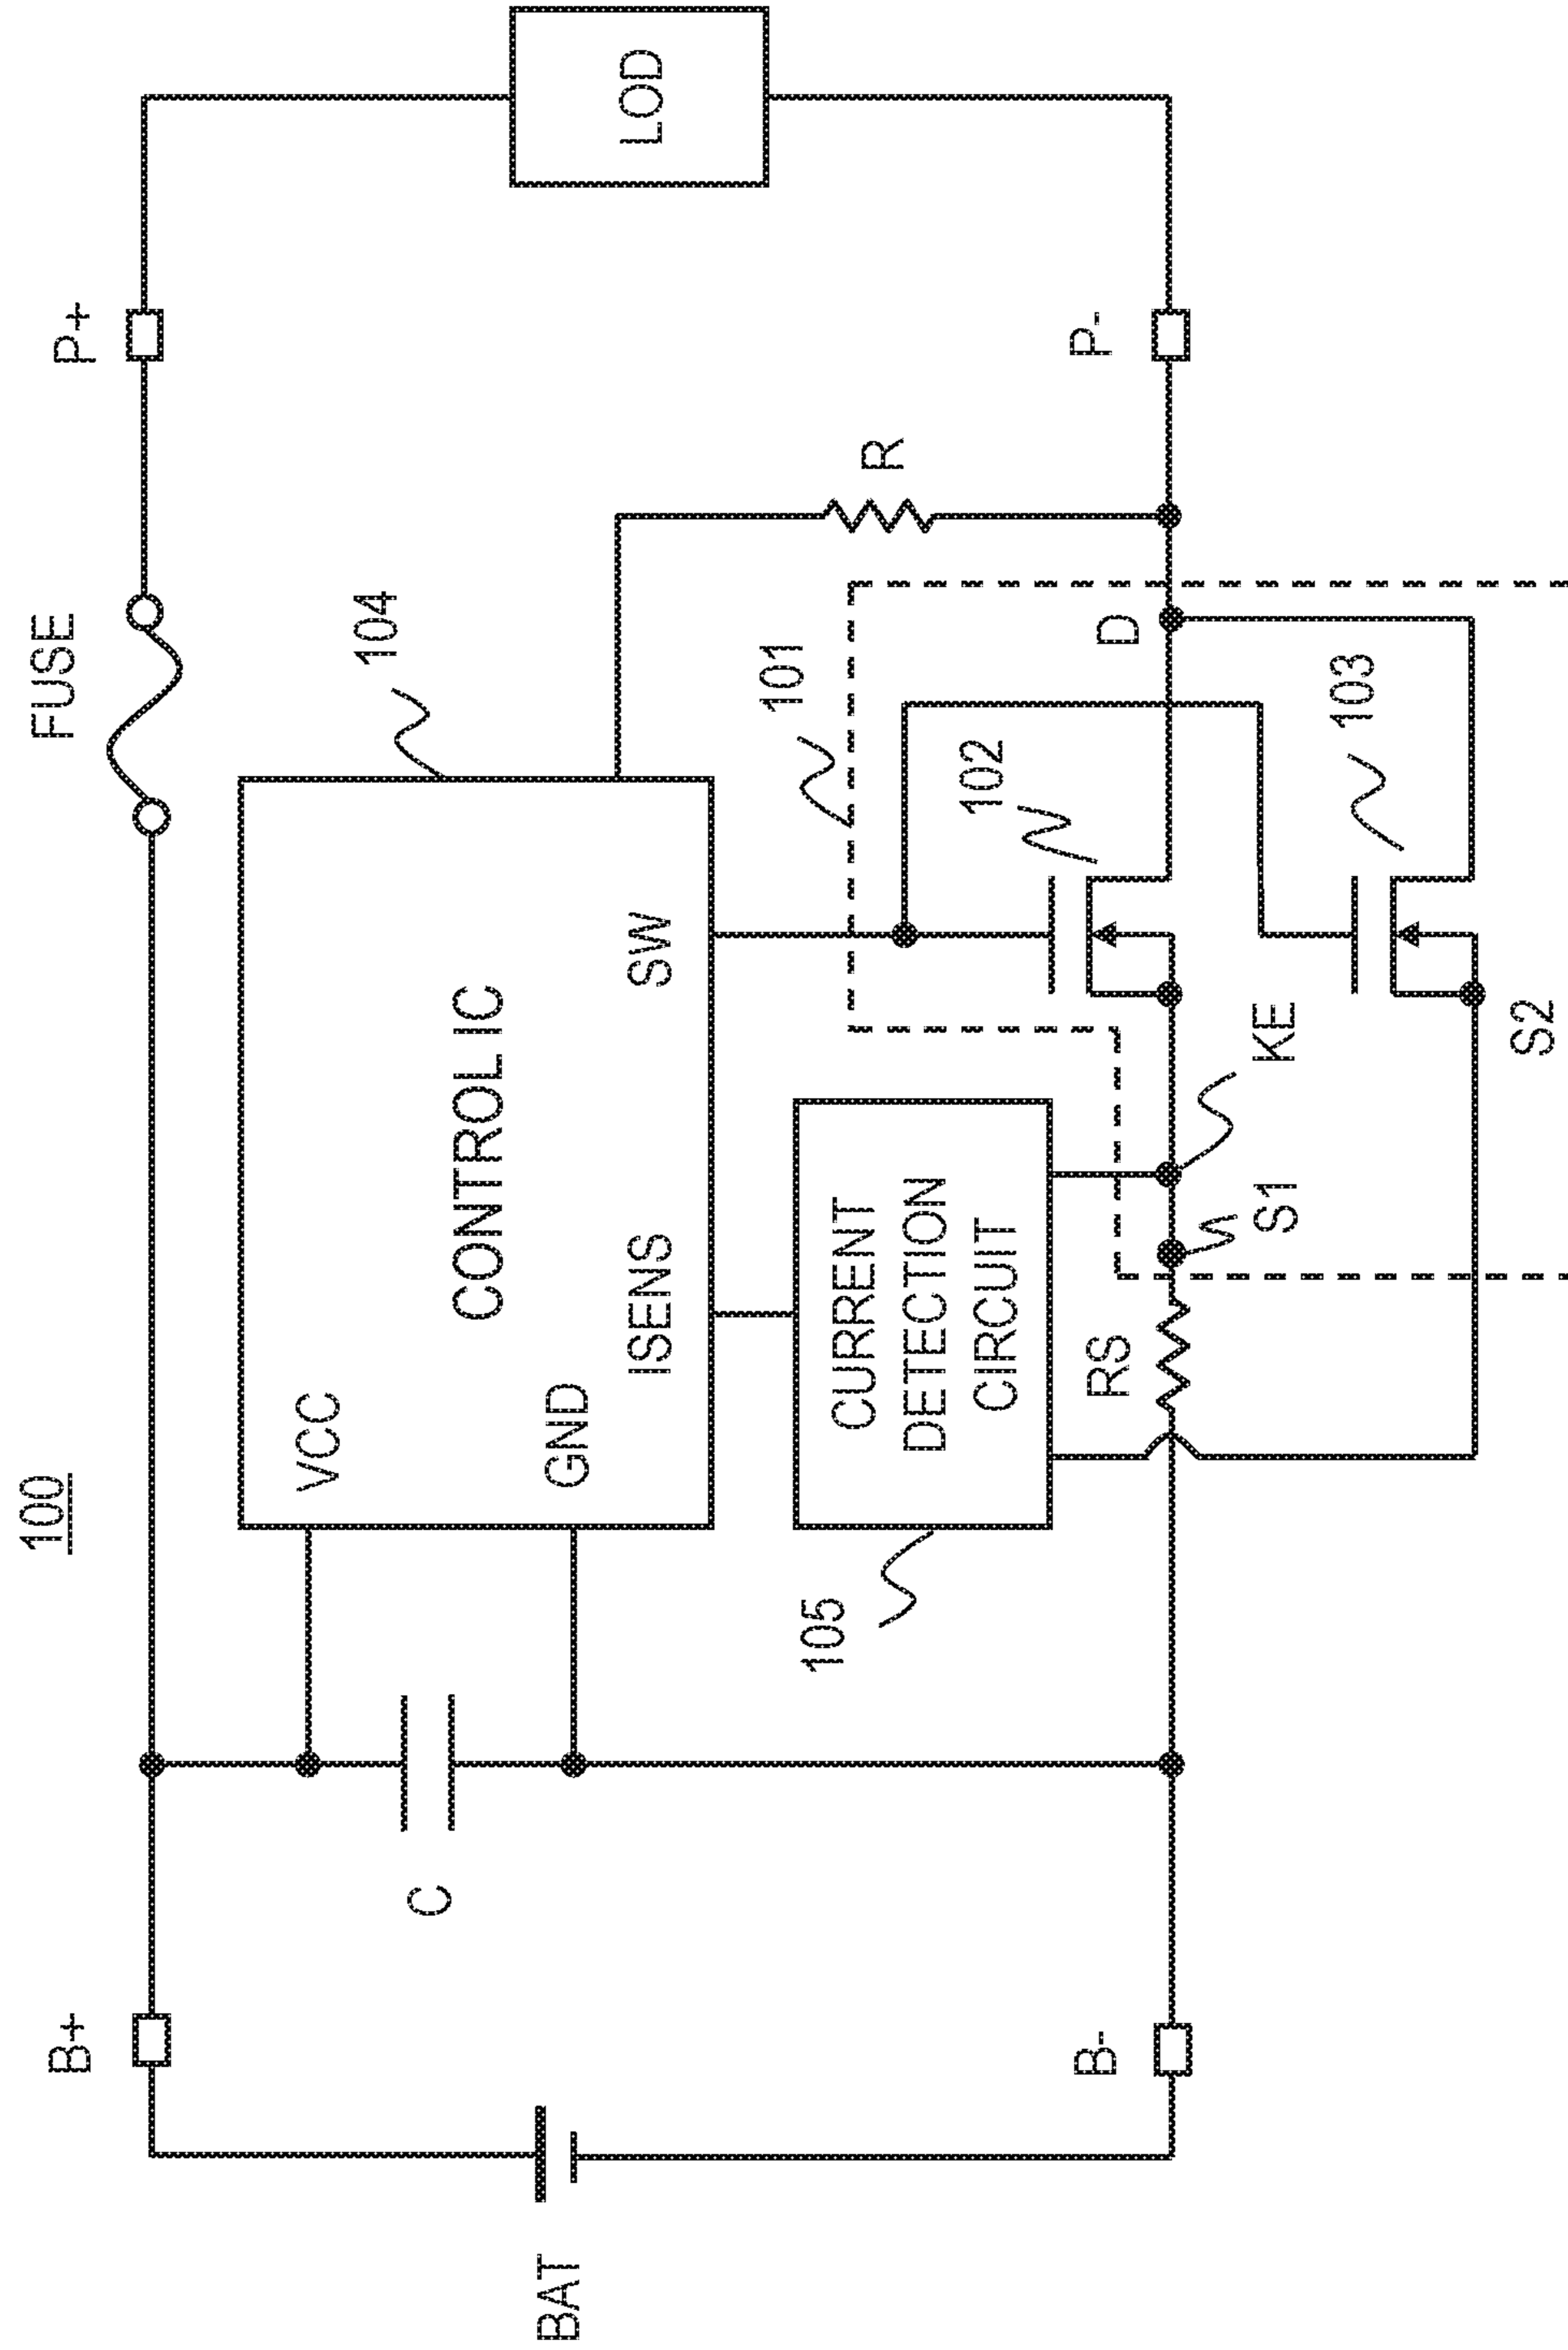 100
B+
FUSE
P+
BAT
C
VCC
GND
CONTROL IC
ISENS
SW
104
LOD
R
105
CURRENT
DETECTION
CIRCUIT
101
102
RS
S1
KE
D
103
S2
B-
P-